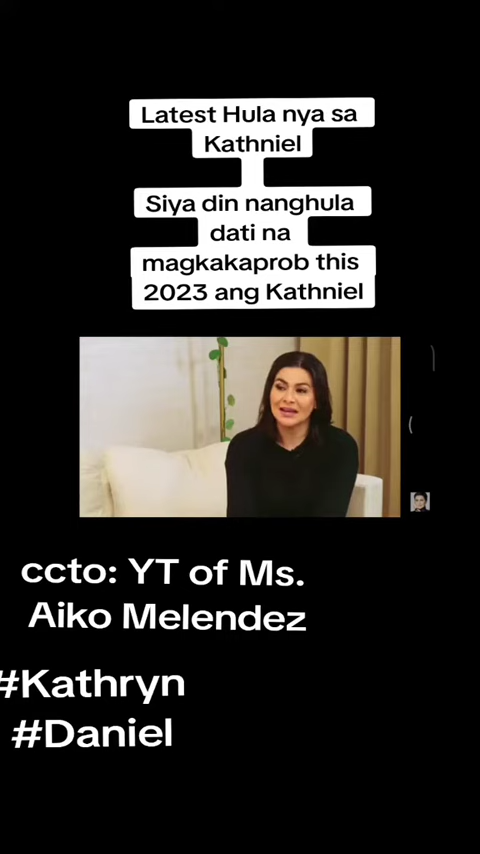 Latest Hula nya sa
Kathniel
Siya din nanghula
dati na
magkakaprob this
2023 ang Kathniel
ccto: YT of Ms.
Aiko Melendez
#Kathryn
#Daniel